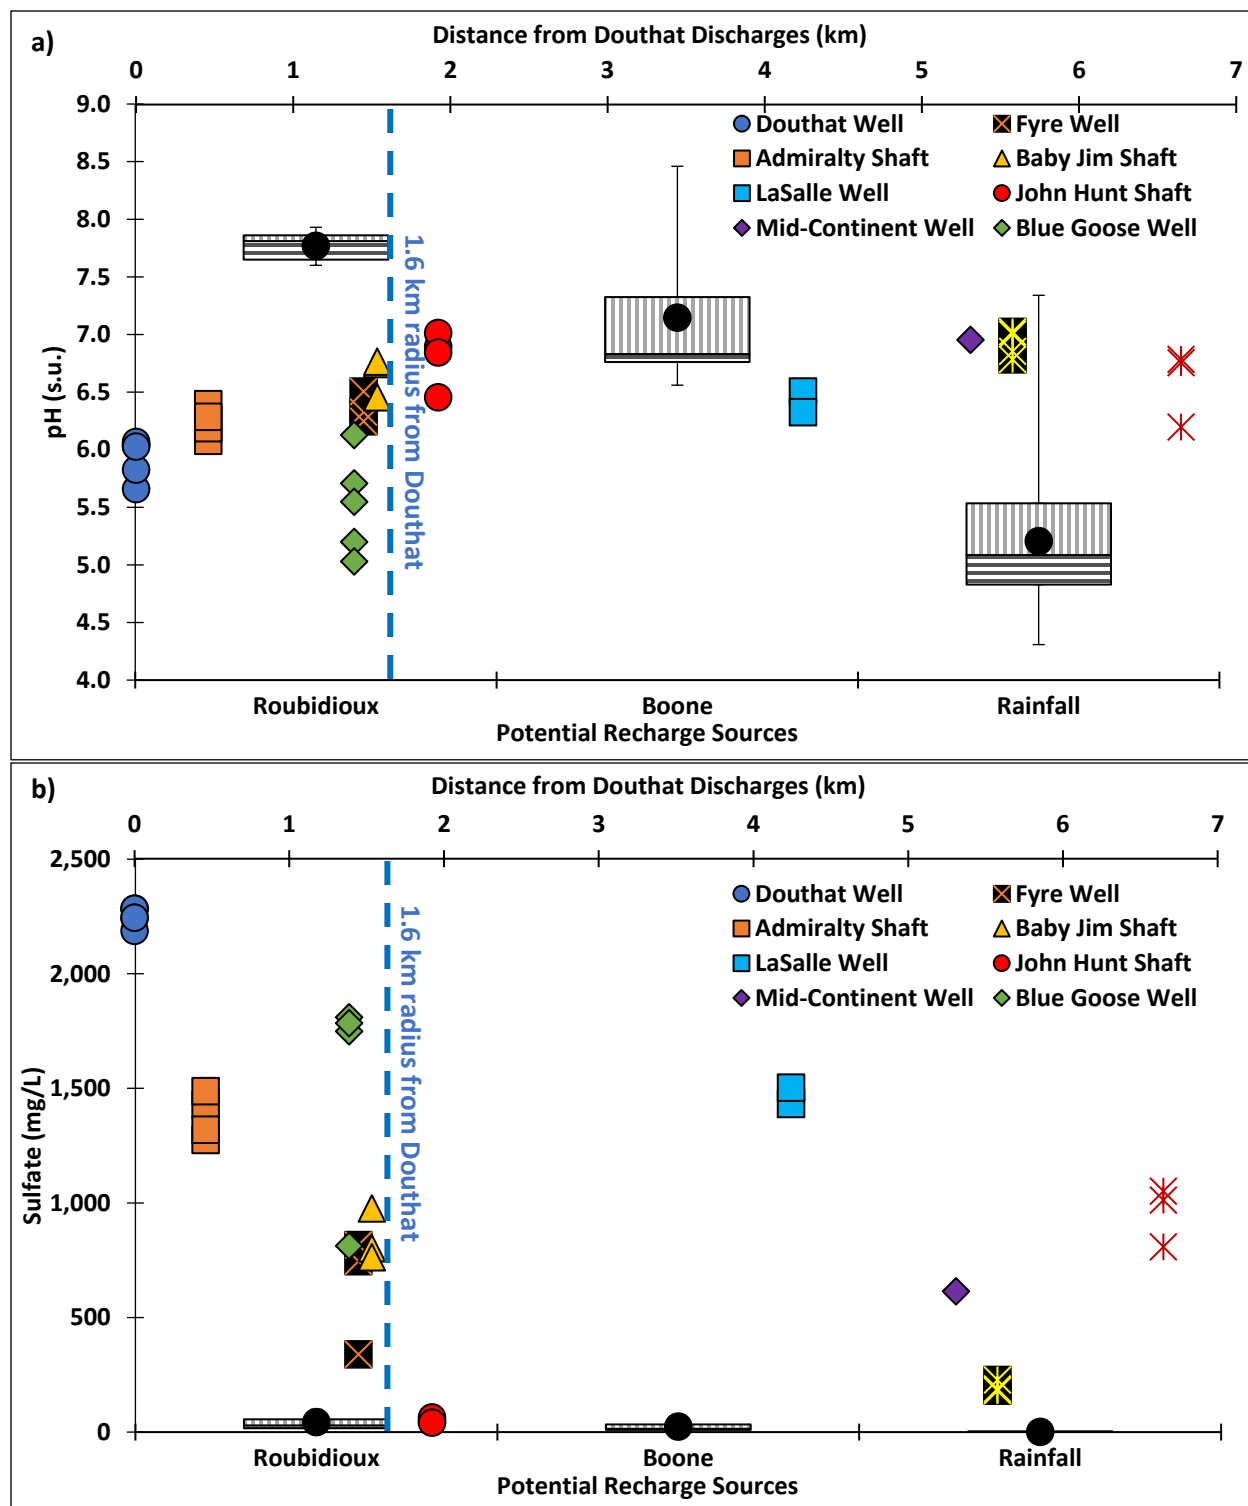 a)
Distance from Douthat Discharges (km)
0 1 2 3 4 5 6 7
9.0
8.5
8.0
7.5
7.0
6.5
6.0
5.5
5.0
4.5
4.0
pH (s.u.)
Douthat Well
Fyre Well
Admiralty Shaft
Baby Jim Shaft
LaSalle Well
John Hunt Shaft
Mid-Continent Well
Blue Goose Well
1.6 km radius from Douthat
Roubidioux Boone Rainfall
Potential Recharge Sources
b)
Distance from Douthat Discharges (km)
0 1 2 3 4 5 6 7
2,500
2,000
1,500
1,000
500
0
Sulfate (mg/L)
Douthat Well
Fyre Well
Admiralty Shaft
Baby Jim Shaft
LaSalle Well
John Hunt Shaft
Mid-Continent Well
Blue Goose Well
1.6 km radius from Douthat
Roubidioux Boone Rainfall
Potential Recharge Sources